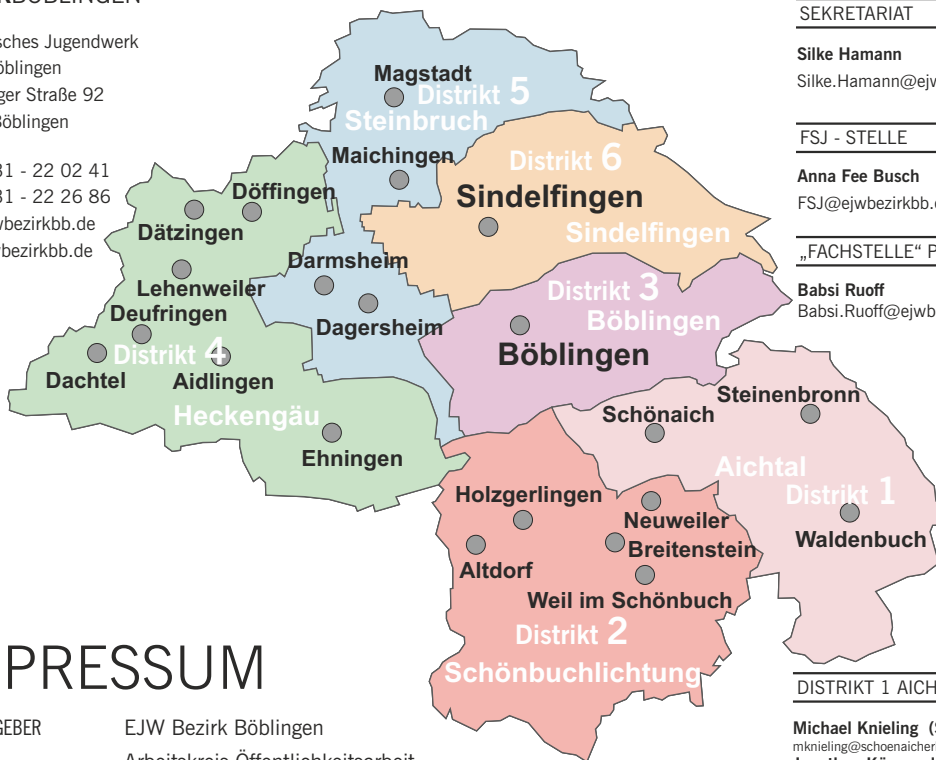 sches Jugendwerk
öblingen
ger Straße 92
Böblingen
31 - 22 02 41
31 - 22 26 86
wbezirkbb.de
bezirkbb.de
Magstadt
Distrikt 5
Steinbruch
Maichingen
Distrikt 6
Sindelfingen
Sindelfingen
Döffingen
Dätzingen
Darmsheim
Lehenweiler
Deufringen
Dagersheim
Distrikt 3
Böblingen
Böblingen
Distrikt 4
Dachtel
Aidlingen
Heckengäu
Ehningen
Steinenbronn
Schönaich
Aichtal
Distrikt 1
Waldenbuch
Holzgerlingen
Neuweiler
Breitenstein
Altdorf
Weil im Schönbuch
Distrikt 2
Schönbuchlichtung
SEKRETARIAT
Silke Hamann
Silke.Hamann@ejw
FSJ - STELLE
Anna Fee Busch
FSJ@ejwbezirkbb.
„FACHSTELLE“ P
Babsi Ruoff
Babsi.Ruoff@ejwb
DISTRIKT 1 AICH
Michael Knieling (S
mknieling@schoenaicher
PRESSUM
GEBER
EJW Bezirk Böblingen
Arbeitskreis Öffentlichkeitsarbeit